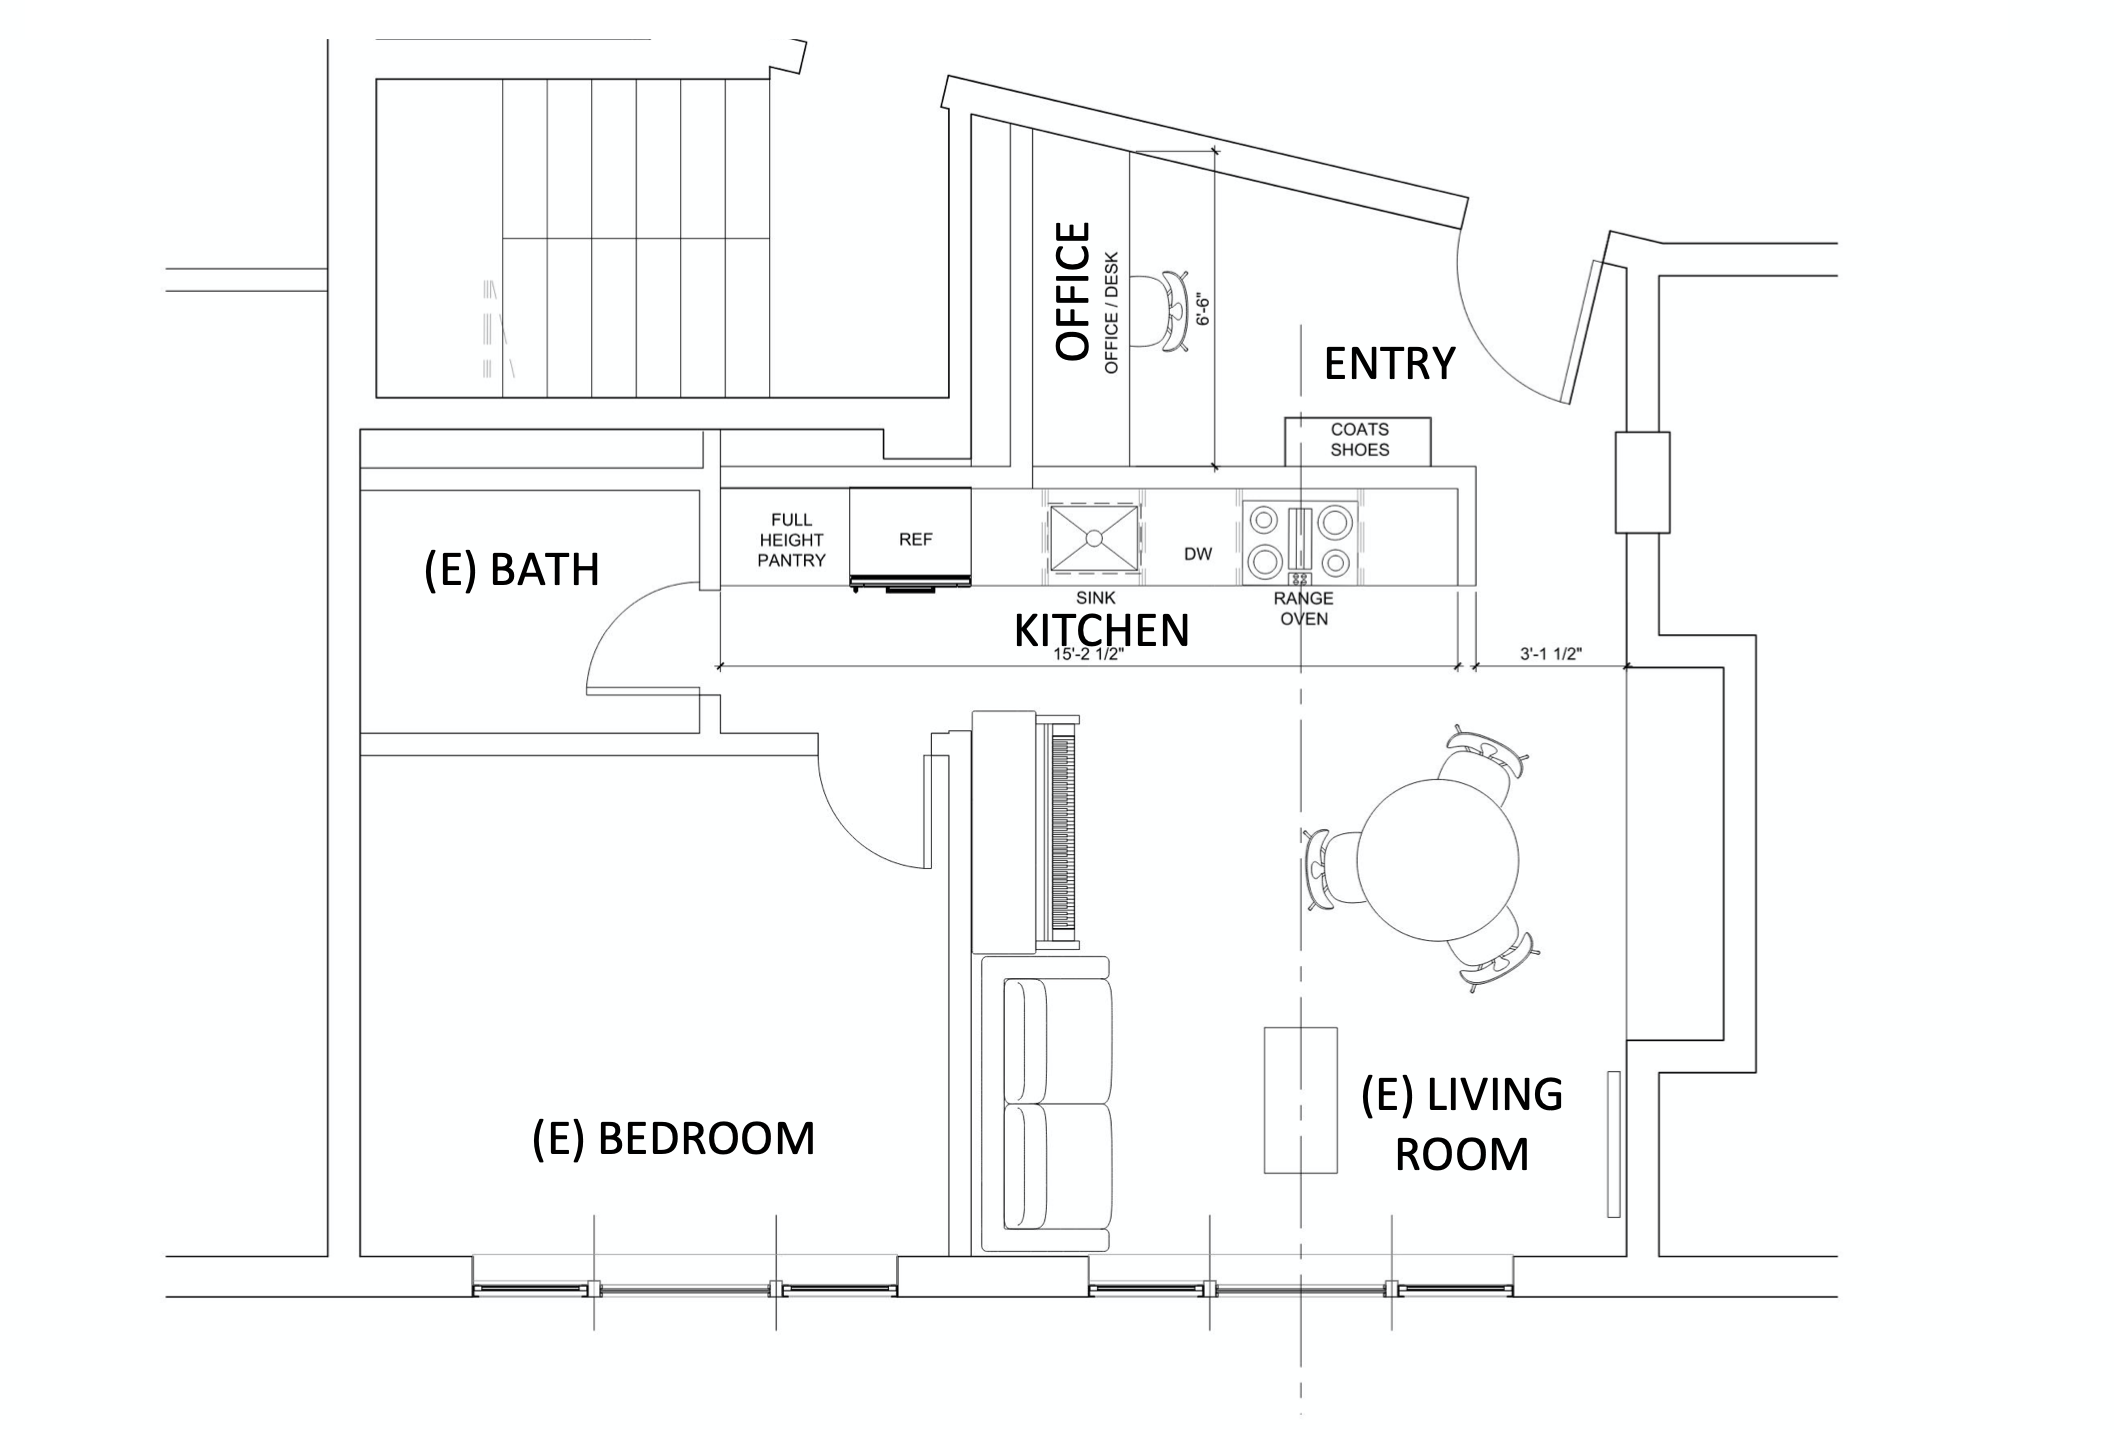 OFFICE
OFFICE / DESK
6'-6"
ENTRY
COATS
SHOES
FULL
HEIGHT
PANTRY
REF
DW
(E) BATH
SINK
RANGE
OVEN
KITCHEN
15'-2 1/2"
3'-1 1/2"
(E) LIVING
ROOM
(E) BEDROOM